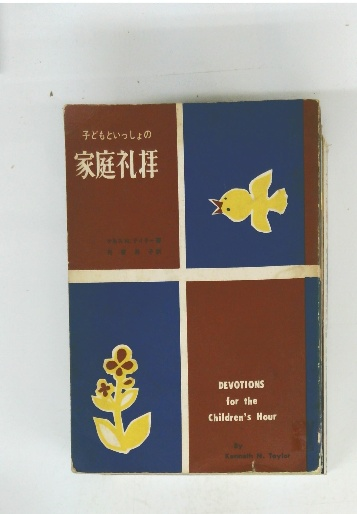 子どもといっしょの
家庭礼拝
DEVOTIONS
for the
Children's Hour
By
Kenneth N. Taylor